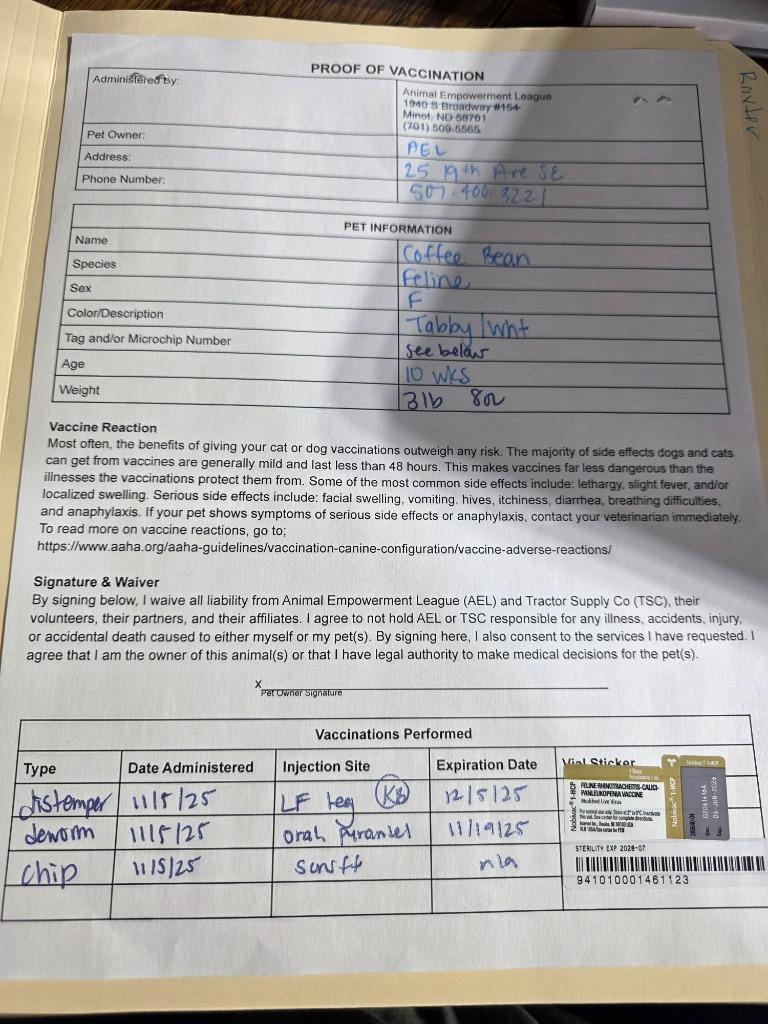 PROOF OF VACCINATION
Administered By:
Animal Empowerment League
1940 S Broadway #154
Minot, ND 58701
(701) 509-5565
Pet Owner: AEL
Address: 25 19th Ave SE
Phone Number: 507-400-3221
PET INFORMATION
Name Coffee Bean
Species Feline
Sex F
Color/Description Tabby/wht
Tag and/or Microchip Number see below
Age 10 wks
Weight 3lb 8oz
Vaccine Reaction
Most often, the benefits of giving your cat or dog vaccinations outweigh any risk. The majority of side effects dogs and cats
can get from vaccines are generally mild and last less than 48 hours. This makes vaccines far less dangerous than the
illnesses the vaccinations protect them from. Some of the most common side effects include: lethargy, slight fever, and/or
localized swelling. Serious side effects include: facial swelling, vomiting, hives, itchiness, diarrhea, breathing difficulties,
and anaphylaxis. If your pet shows symptoms of serious side effects or anaphylaxis, contact your veterinarian immediately.
To read more on vaccine reactions, go to;
https://www.aaha.org/aaha-guidelines/vaccination-canine-configuration/vaccine-adverse-reactions/
Signature & Waiver
By signing below, I waive all liability from Animal Empowerment League (AEL) and Tractor Supply Co (TSC), their
volunteers, their partners, and their affiliates. I agree to not hold AEL or TSC responsible for any illness, accidents, injury,
or accidental death caused to either myself or my pet(s). By signing here, I also consent to the services I have requested. I
agree that I am the owner of this animal(s) or that I have legal authority to make medical decisions for the pet(s).
X
Pet Owner Signature
Vaccinations Performed
Type Date Administered Injection Site Expiration Date Vial Sticker
distemper 11/5/25 LF leg KB 12/5/25
deworm 11/5/25 oral pyrantel 11/19/25
chip 11/5/25 scruff n/a
Nobivac® 1-HCP
FELINE RHINOTRACHEITIS-CALICI-
PANLEUKOPENIA VACCINE
Modified Live Virus
Nobivac® 1-HCP
Nobivac® 1-HCP
STERILITY EXP 2028-07
941010001461123